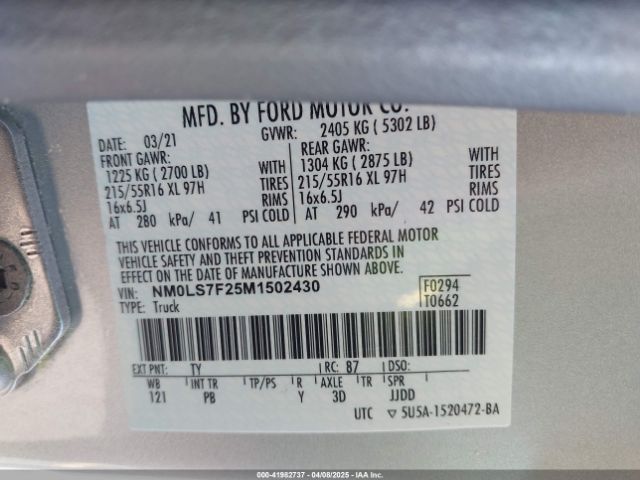 MFD. BY FORD MOTOR CO.
DATE: 03/21 GVWR: 2405 KG ( 5302 LB)
FRONT GAWR: REAR GAWR:
1225 KG ( 2700 LB) WITH 1304 KG ( 2875 LB) WITH
215/55R16 XL 97H TIRES 215/55R16 XL 97H TIRES
16x6.5J RIMS 16x6.5J RIMS
AT 280 kPa/ 41 PSI COLD AT 290 kPa/ 42 PSI COLD
THIS VEHICLE CONFORMS TO ALL APPLICABLE FEDERAL MOTOR
VEHICLE SAFETY AND THEFT PREVENTION STANDARDS IN
EFFECT ON THE DATE OF MANUFACTURE SHOWN ABOVE.
VIN: NM0LS7F25M1502430 F0294
TYPE: Truck T0662
EXT PNT: TY RC: 87 DSO:
WB INT TR TP/PS R AXLE TR SPR
121 PB Y 3D JJDD
UTC ▽ 5U5A-1520472-BA
000-41982737 - 04/08/2025 - IAA Inc.